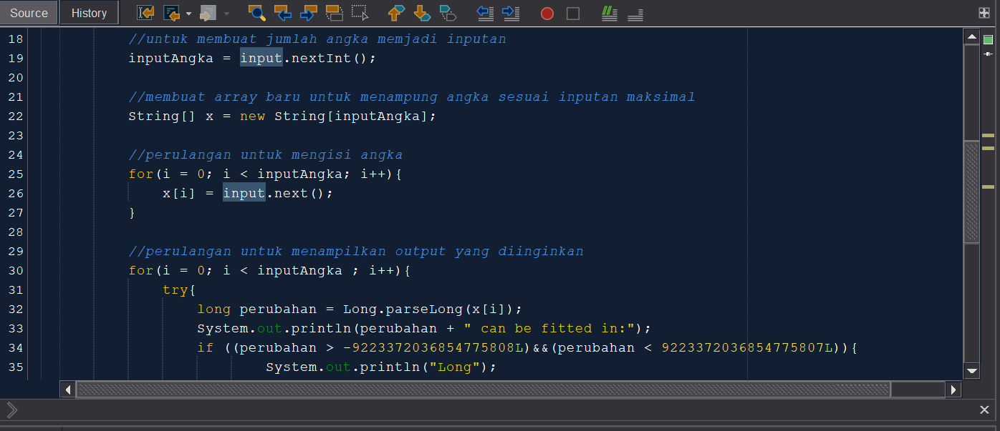 Source History
18 //untuk membuat jumlah angka memjadi inputan
19 inputAngka = input.nextInt();
20
21 //membuat array baru untuk menampung angka sesuai inputan maksimal
22 String[] x = new String[inputAngka];
23
24 //perulangan untuk mengisi angka
25 for(i = 0; i < inputAngka; i++){
26 x[i] = input.next();
27 }
28
29 //perulangan untuk menampilkan output yang diinginkan
30 for(i = 0; i < inputAngka ; i++){
31 try{
32 long perubahan = Long.parseLong(x[i]);
33 System.out.println(perubahan + " can be fitted in:");
34 if ((perubahan > -9223372036854775808L)&&(perubahan < 9223372036854775807L)){
35 System.out.println("Long");